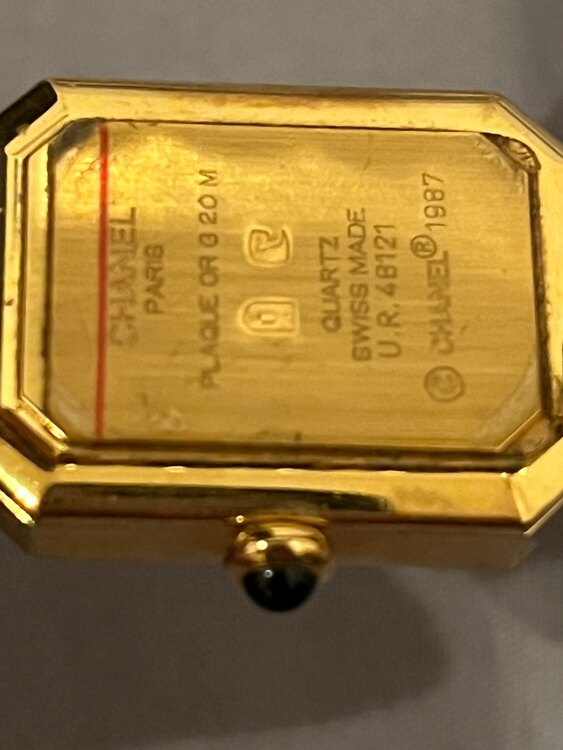 CHANEL
PARIS
PLAQUE OR G 20 M
QUARTZ
SWISS MADE
U.R. 48121
© CHANEL® 1987